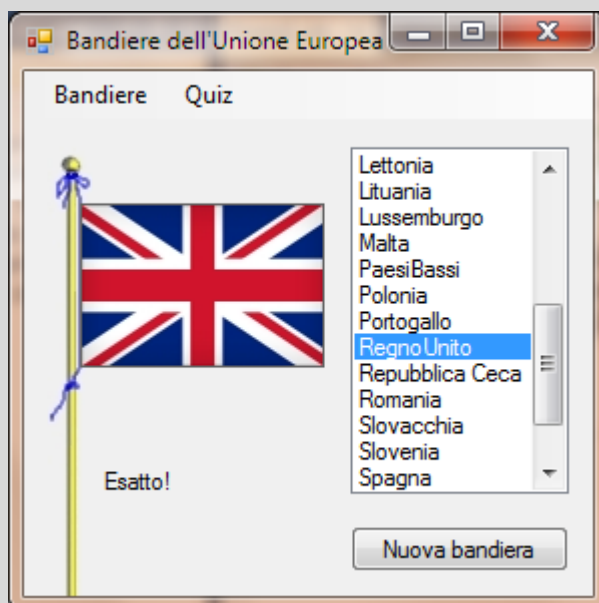 Bandiere dell'Unione Europea
Bandiere Quiz
Lettonia
Lituania
Lussemburgo
Malta
PaesiBassi
Polonia
Portogallo
RegnoUnito
Repubblica Ceca
Romania
Slovacchia
Slovenia
Spagna
Esatto!
Nuova bandiera